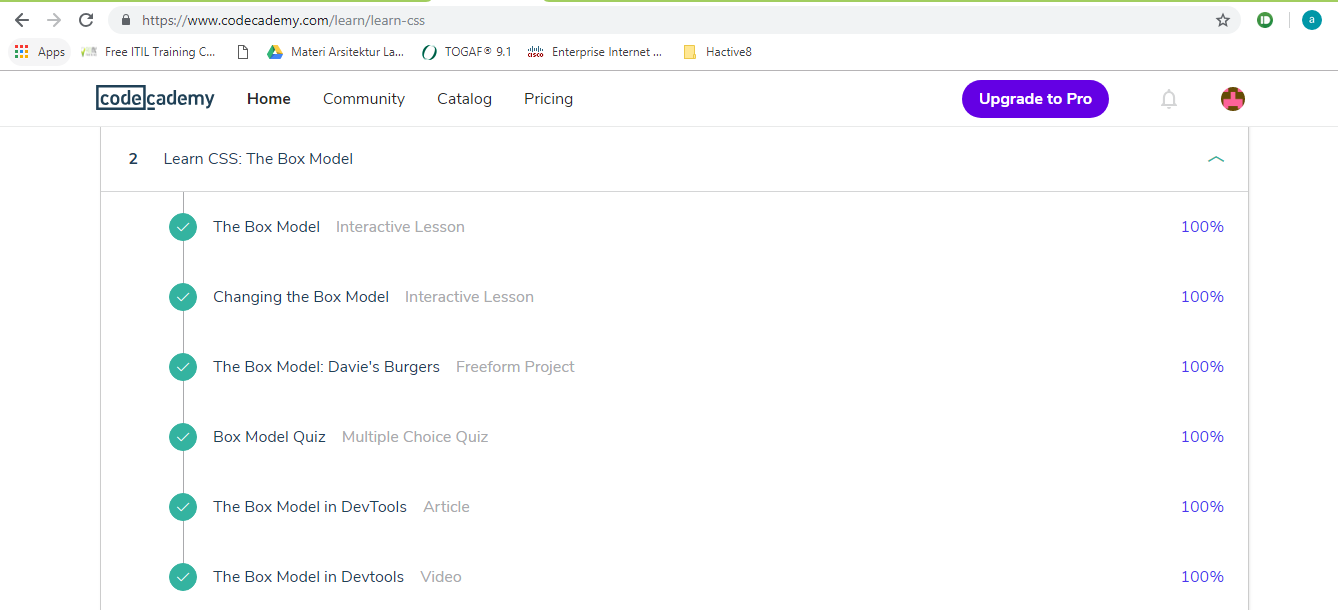 https://www.codecademy.com/learn/learn-css
a
Apps Free ITIL Training C... Materi Arsitektur La... TOGAF® 9.1 cisco Enterprise Internet ... Hactive8
codecademy Home Community Catalog Pricing Upgrade to Pro
2 Learn CSS: The Box Model
The Box Model Interactive Lesson 100%
Changing the Box Model Interactive Lesson 100%
The Box Model: Davie's Burgers Freeform Project 100%
Box Model Quiz Multiple Choice Quiz 100%
The Box Model in DevTools Article 100%
The Box Model in Devtools Video 100%